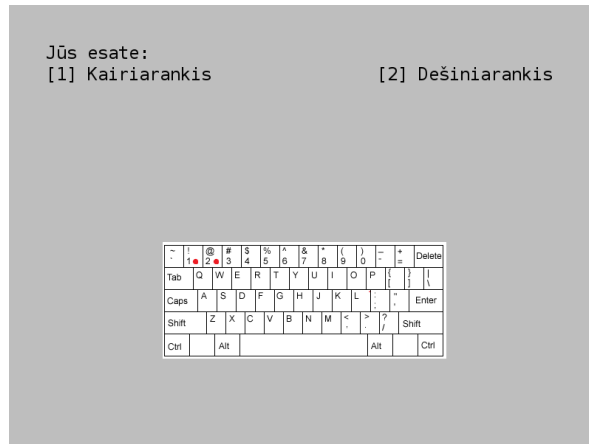 Jūs esate:
[1] Kairiarankis [2] Dešiniarankis
~ ! @ # $ % ^ & * ( ) – + Delete
` 1 2 3 4 5 6 7 8 9 0 - =
Tab Q W E R T Y U I O P { } |
[ ] \
Caps A S D F G H J K L : " Enter
; '
Shift Z X C V B N M < > ? Shift
, . /
Ctrl Alt Alt Ctrl